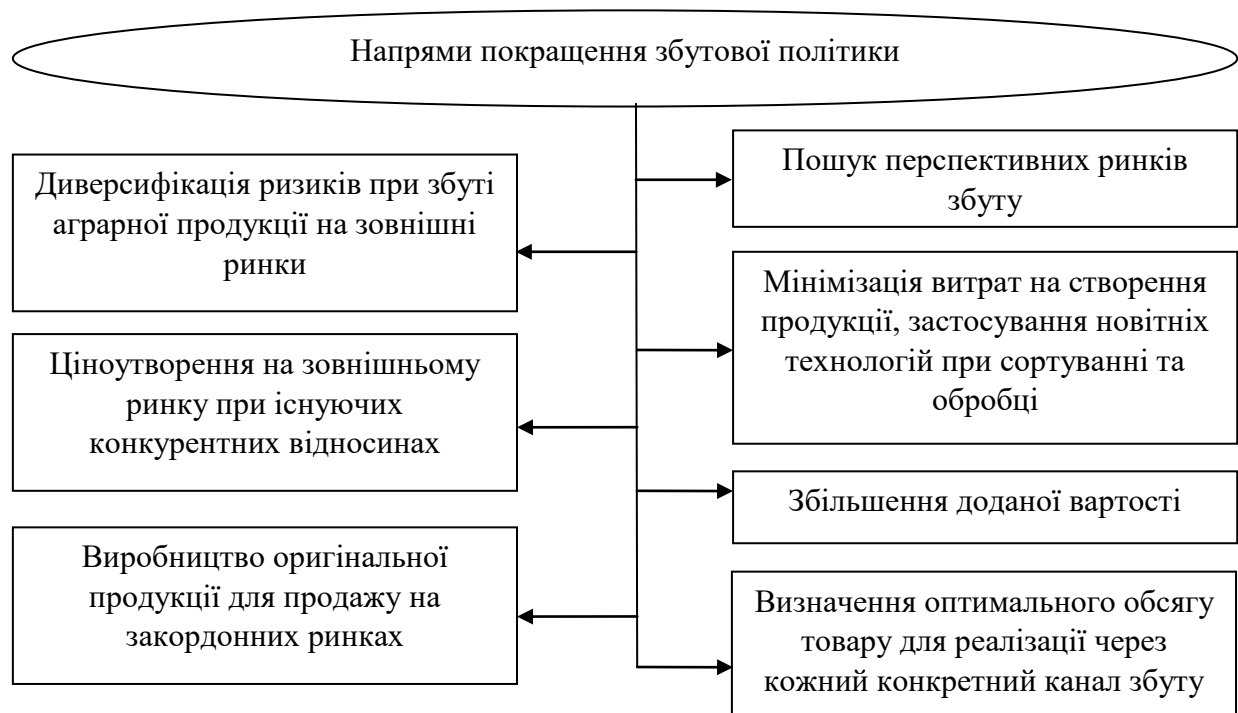 Напрями покращення збутової політики
Диверсифікація ризиків при збуті
аграрної продукції на зовнішні
ринки
Ціноутворення на зовнішньому
ринку при існуючих
конкурентних відносинах
Виробництво оригінальної
продукції для продажу на
закордонних ринках
Пошук перспективних ринків
збуту
Мінімізація витрат на створення
продукції, застосування новітніх
технологій при сортуванні та
обробці
Збільшення доданої вартості
Визначення оптимального обсягу
товару для реалізації через
кожний конкретний канал збуту